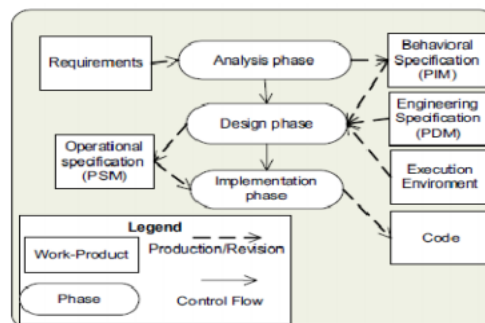 Requirements
Analysis phase
Behavioral
Specification
(PIM)
Design phase
Engineering
Specification
(PDM)
Operational
specification
(PSM)
Implementation
phase
Execution
Enviroment
Code
Legend
Work-Product
Production/Revision
Phase
Control Flow